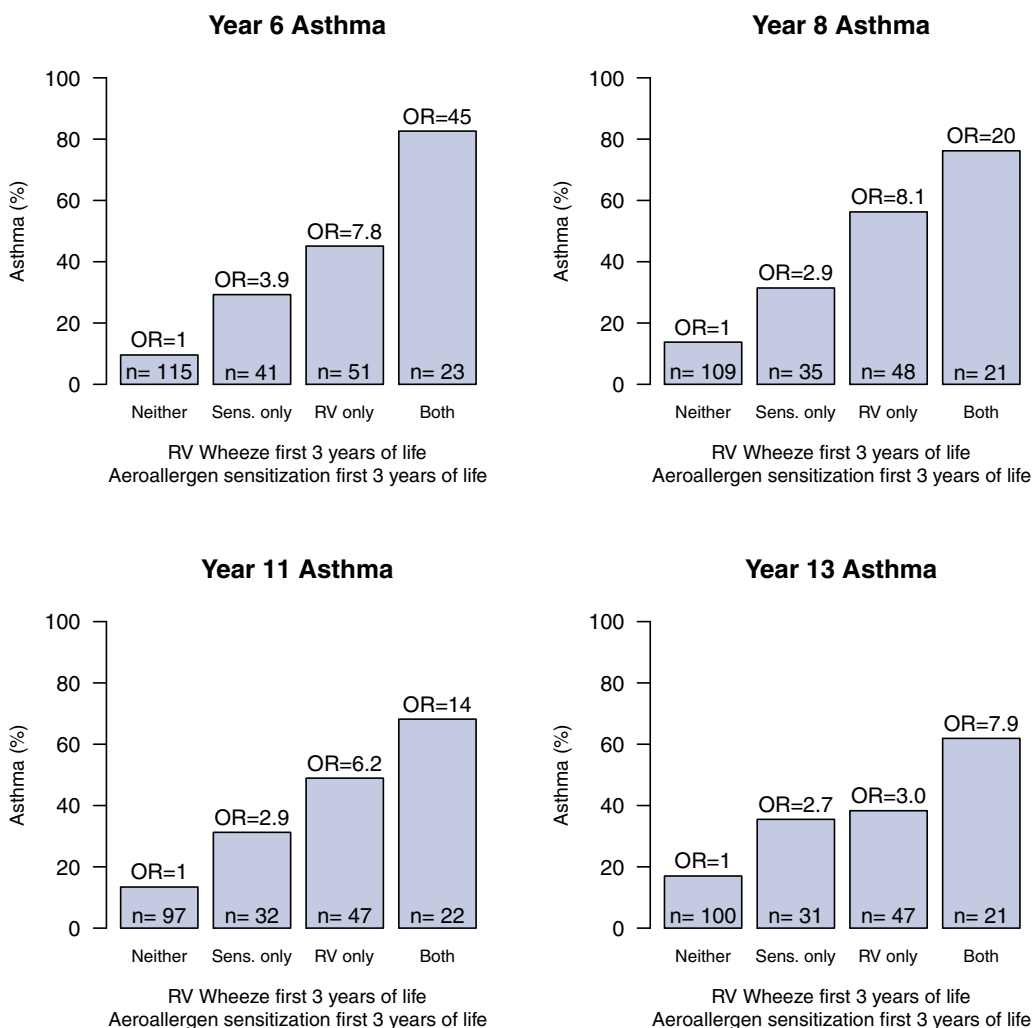 Year 6 Asthma
Asthma (%)
100
80
60
40
20
0
OR=1
OR=3.9
OR=7.8
OR=45
n= 115
n= 41
n= 51
n= 23
Neither
Sens. only
RV only
Both
RV Wheeze first 3 years of life
Aeroallergen sensitization first 3 years of life
Year 8 Asthma
Asthma (%)
100
80
60
40
20
0
OR=1
OR=2.9
OR=8.1
OR=20
n= 109
n= 35
n= 48
n= 21
Neither
Sens. only
RV only
Both
RV Wheeze first 3 years of life
Aeroallergen sensitization first 3 years of life
Year 11 Asthma
Asthma (%)
100
80
60
40
20
0
OR=1
OR=2.9
OR=6.2
OR=14
n= 97
n= 32
n= 47
n= 22
Neither
Sens. only
RV only
Both
RV Wheeze first 3 years of life
Aeroallergen sensitization first 3 years of life
Year 13 Asthma
Asthma (%)
100
80
60
40
20
0
OR=1
OR=2.7
OR=3.0
OR=7.9
n= 100
n= 31
n= 47
n= 21
Neither
Sens. only
RV only
Both
RV Wheeze first 3 years of life
Aeroallergen sensitization first 3 years of life